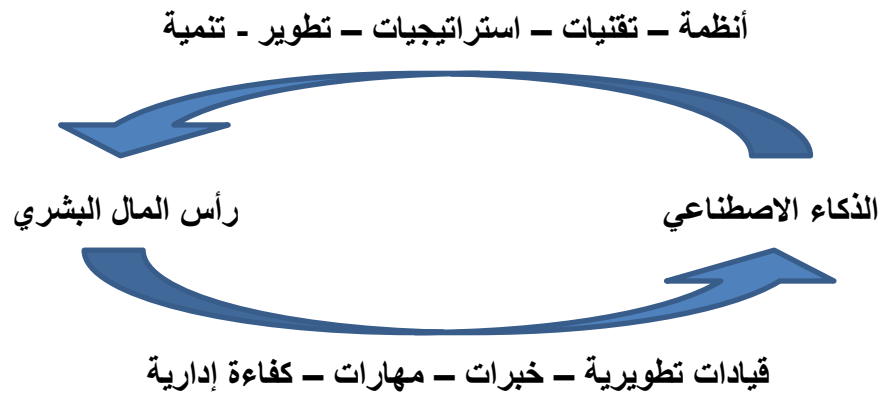 أنظمة – تقنيات – استراتيجيات – تطوير - تنمية
الذكاء الاصطناعي
رأس المال البشري
قيادات تطويرية – خبرات – مهارات – كفاءة إدارية